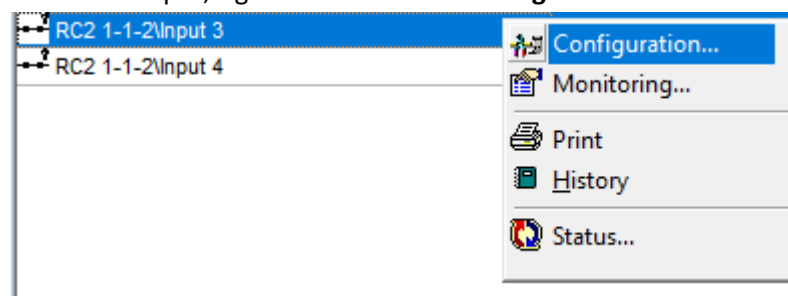 RC2 1-1-2\Input 3
RC2 1-1-2\Input 4
Configuration...
Monitoring...
Print
History
Status...